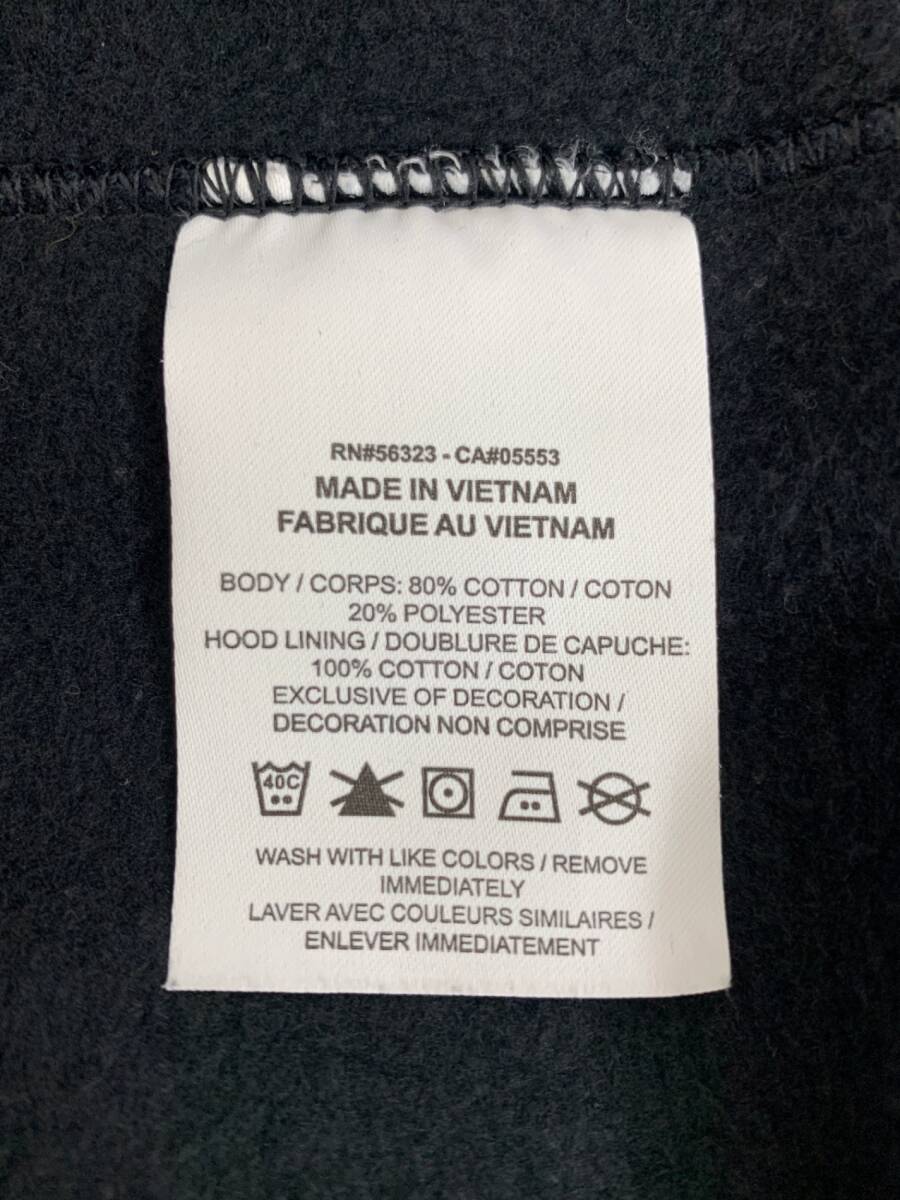 RN#56323 - CA#05553
MADE IN VIETNAM
FABRIQUE AU VIETNAM
BODY / CORPS: 80% COTTON / COTON
20% POLYESTER
HOOD LINING / DOUBLURE DE CAPUCHE:
100% COTTON / COTON
EXCLUSIVE OF DECORATION /
DECORATION NON COMPRISE
40C
WASH WITH LIKE COLORS / REMOVE
IMMEDIATELY
LAVER AVEC COULEURS SIMILAIRES /
ENLEVER IMMEDIATEMENT